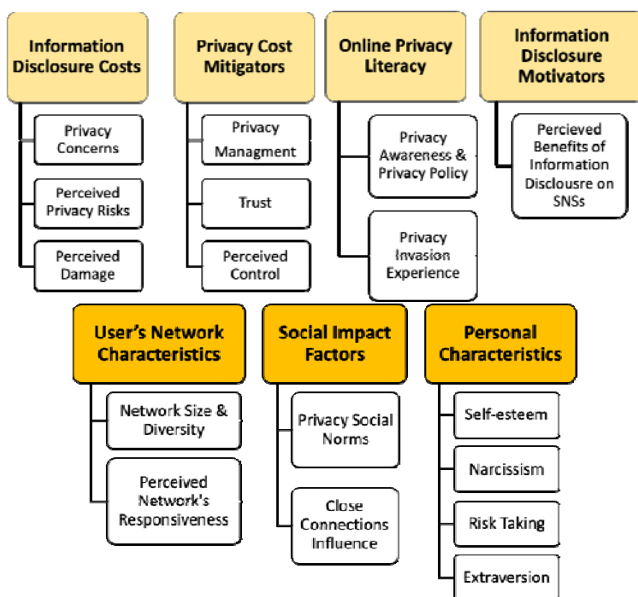 Information
Disclosure Costs
Privacy
Concerns
Perceived
Privacy Risks
Perceived
Damage
Privacy Cost
Mitigators
Privacy
Managment
Trust
Perceived
Control
Online Privacy
Literacy
Privacy
Awareness &
Privacy Policy
Privacy
Invasion
Experience
Information
Disclosure
Motivators
Percieved
Benefits of
Information
Disclousre on
SNSs
User's Network
Characteristics
Network Size &
Diversity
Perceived
Network's
Responsiveness
Social Impact
Factors
Privacy Social
Norms
Close
Connections
Influence
Personal
Characteristics
Self-esteem
Narcissism
Risk Taking
Extraversion